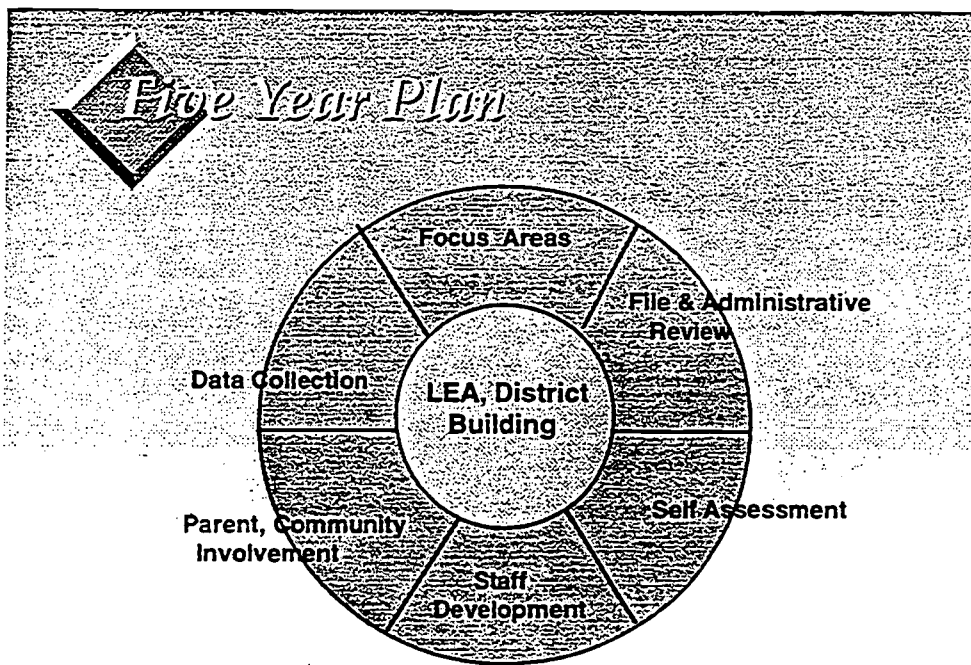 Five Year Plan
Focus Areas
File & Administrative
Review
Data Collection
LEA, District
Building
Self Assessment
Parent, Community
Involvement
Staff
Development